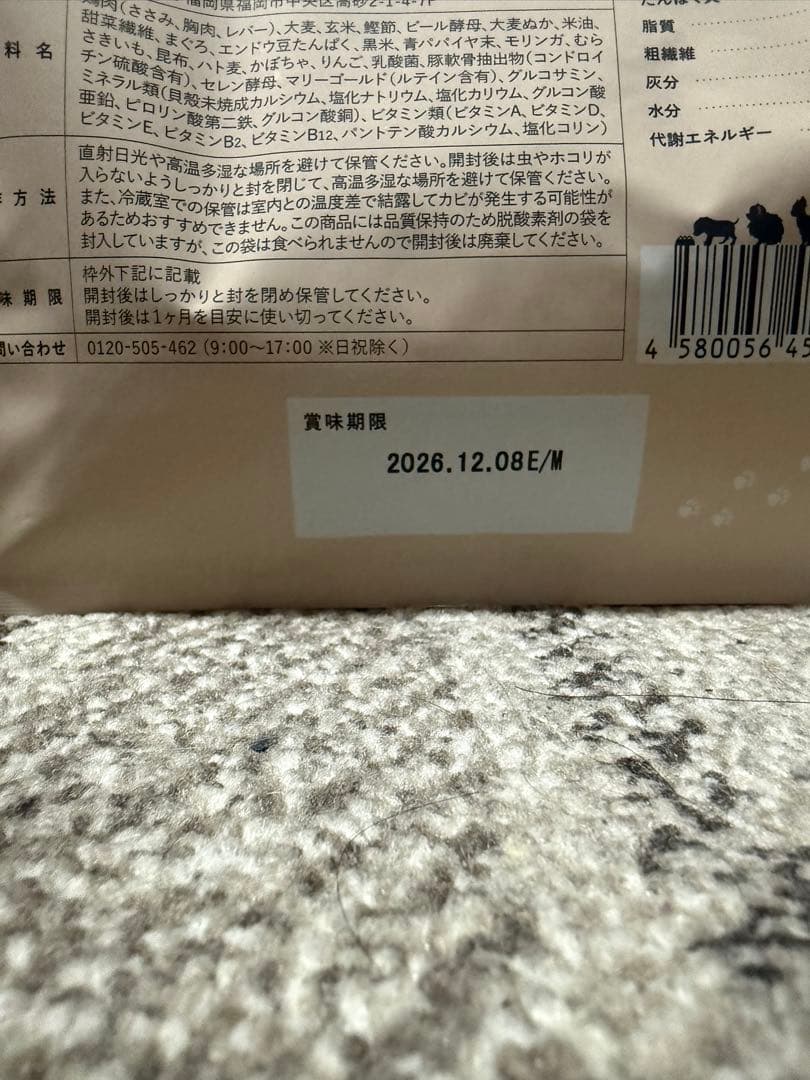 福岡県福岡市中央区高砂2-1-4-7F
料名
鶏肉（ささみ、胸肉、レバー）、大麦、玄米、鰹節、ビール酵母、大麦ぬか、米油、
甜菜繊維、まぐろ、エンドウ豆たんぱく、黒米、青パパイヤ末、モリンガ、むら
さきいも、昆布、ハト麦、かぼちゃ、りんご、乳酸菌、豚軟骨抽出物（コンドロイ
チン硫酸含有）、セレン酵母、マリーゴールド（ルテイン含有）、グルコサミン、
ミネラル類（貝殻未焼成カルシウム、塩化ナトリウム、塩化カリウム、グルコン酸
亜鉛、ピロリン酸第二鉄、グルコン酸銅）、ビタミン類（ビタミンA、ビタミンD、
ビタミンE、ビタミンB2、ビタミンB12、パントテン酸カルシウム、塩化コリン）
方法
直射日光や高温多湿な場所を避けて保管ください。開封後は虫やホコリが
入らないようしっかりと封を閉じて、高温多湿な場所を避けて保管ください。
また、冷蔵室での保管は室内との温度差で結露してカビが発生する可能性が
あるためおすすめできません。この商品には品質保持のため脱酸素剤の袋を
封入していますが、この袋は食べられませんので開封後は廃棄してください。
味期限
枠外下記に記載
開封後はしっかりと封を閉め保管してください。
開封後は1ヶ月を目安に使い切ってください。
問い合わせ
0120-505-462（9:00〜17:00 ※日祝除く）
たんぱく質
脂質
粗繊維
灰分
水分
代謝エネルギー
4 580056 45
賞味期限
2026.12.08E/M